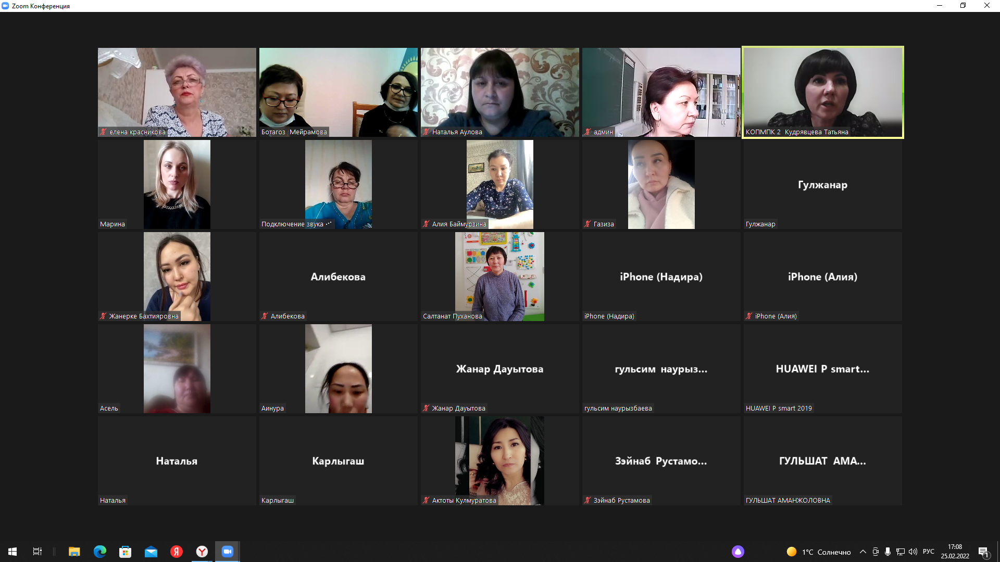 Zoom Конференция
елена красникова
Ботагоз Мейрамова
Наталья Аулова
админ
КОПМПК 2 Кудрявцева Татьяна
Марина
Подключение звука
Алия Баймурзина
Газиза
Гулжанар
Гулжанар
Жанерке Бахтияровна
Алибекова
Алибекова
Салтанат Пуханова
iPhone (Надира)
iPhone (Надира)
iPhone (Алия)
iPhone (Алия)
Асель
Аинура
Жанар Дауытова
Жанар Дауытова
гульсим наурыз...
гульсим наурызбаева
HUAWEI P smart...
HUAWEI P smart 2019
Наталья
Наталья
Карлыгаш
Карлыгаш
Актоты Кулмуратова
Зэйнаб Рустамо...
Зэйнаб Рустамова
ГУЛЬШАТ АМА...
ГУЛЬШАТ АМАНЖОЛОВНА
Я
Y
1°C Солнечно
РУС
17:08
25.02.2022
1